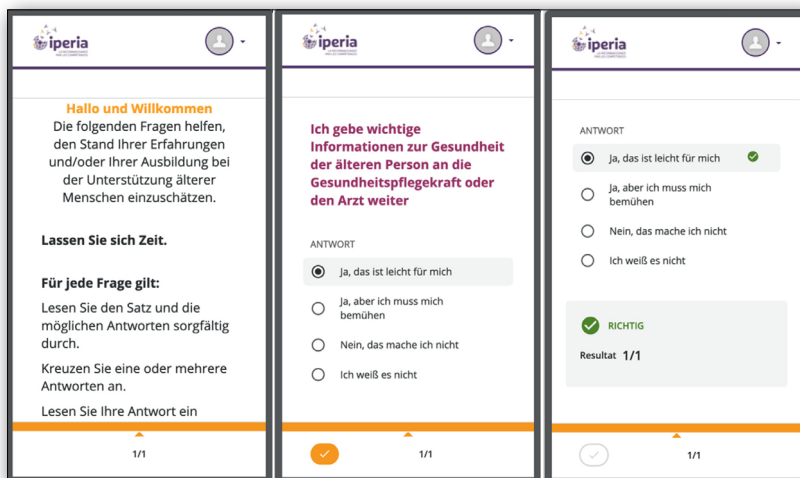 iperia
Hallo und Willkommen
Die folgenden Fragen helfen,
den Stand Ihrer Erfahrungen
und/oder Ihrer Ausbildung bei
der Unterstützung älterer
Menschen einzuschätzen.
Lassen Sie sich Zeit.
Für jede Frage gilt:
Lesen Sie den Satz und die
möglichen Antworten sorgfältig
durch.
Kreuzen Sie eine oder mehrere
Antworten an.
Lesen Sie Ihre Antwort ein
1/1
iperia
Ich gebe wichtige
Informationen zur Gesundheit
der älteren Person an die
Gesundheitspflegekraft oder
den Arzt weiter
ANTWORT
Ja, das ist leicht für mich
Ja, aber ich muss mich
bemühen
Nein, das mache ich nicht
Ich weiß es nicht
1/1
iperia
ANTWORT
Ja, das ist leicht für mich
Ja, aber ich muss mich
bemühen
Nein, das mache ich nicht
Ich weiß es nicht
RICHTIG
Resultat 1/1
1/1